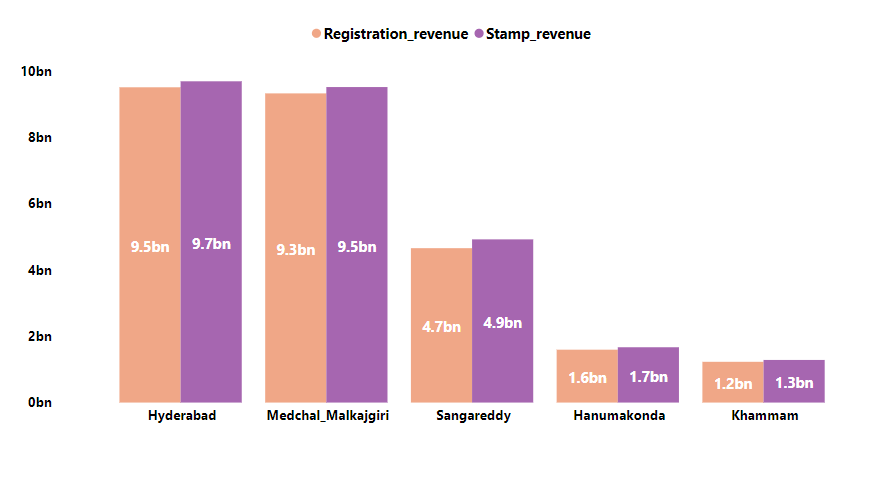 Registration_revenue Stamp_revenue
10bn
8bn
6bn
4bn
2bn
0bn
9.5bn 9.7bn 9.3bn 9.5bn 4.7bn 4.9bn 1.6bn 1.7bn 1.2bn 1.3bn
Hyderabad Medchal_Malkajgiri Sangareddy Hanumakonda Khammam